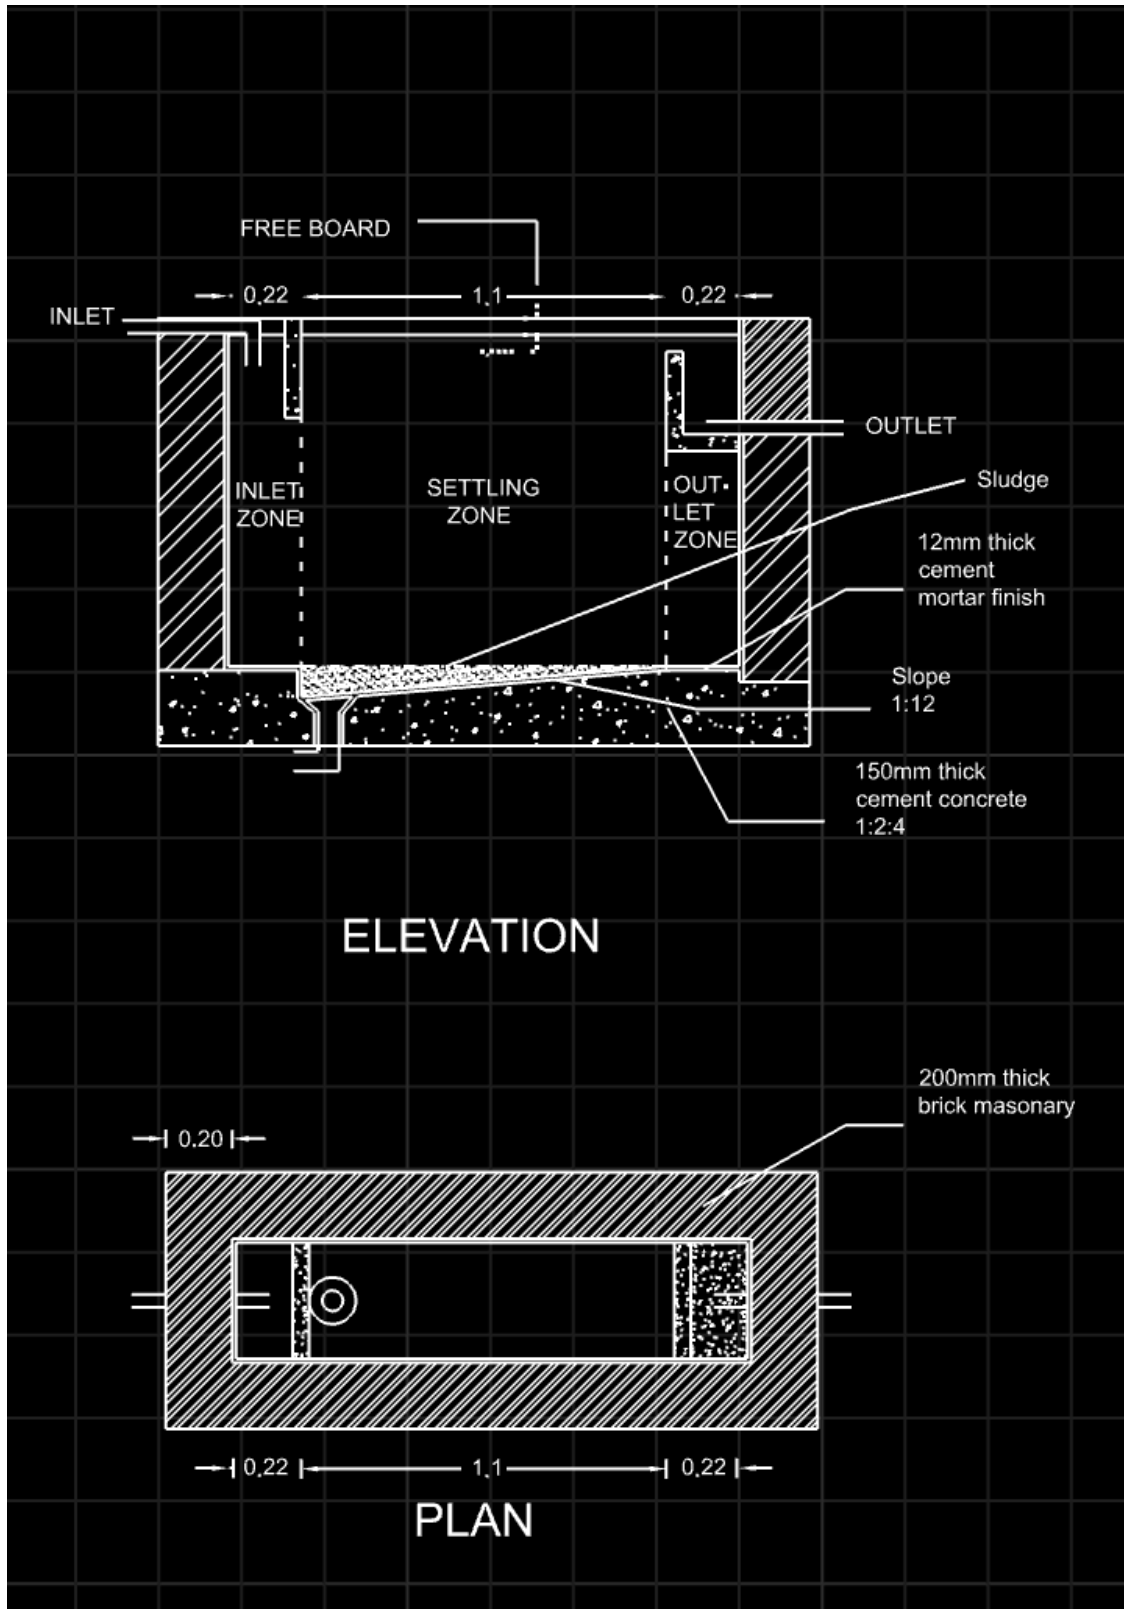 FREE BOARD
0.22
1.1
0.22
INLET
OUTLET
INLET
ZONE
SETTLING
ZONE
OUT-
LET
ZONE
Sludge
12mm thick
cement
mortar finish
Slope
1:12
150mm thick
cement concrete
1:2:4
ELEVATION
200mm thick
brick masonary
0.20
0.22
1.1
0.22
PLAN